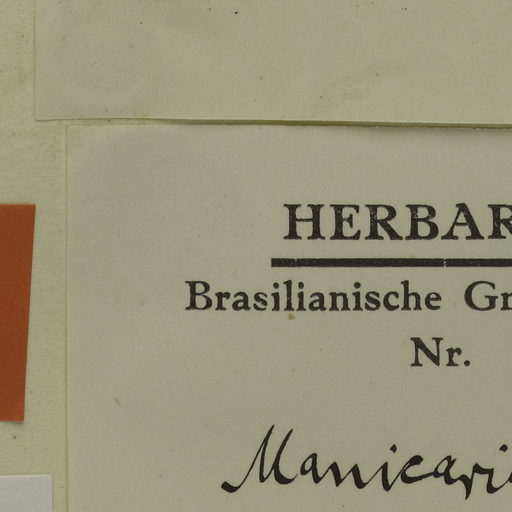 HERBAR
Brasilianische Gr
Nr.
Manicari